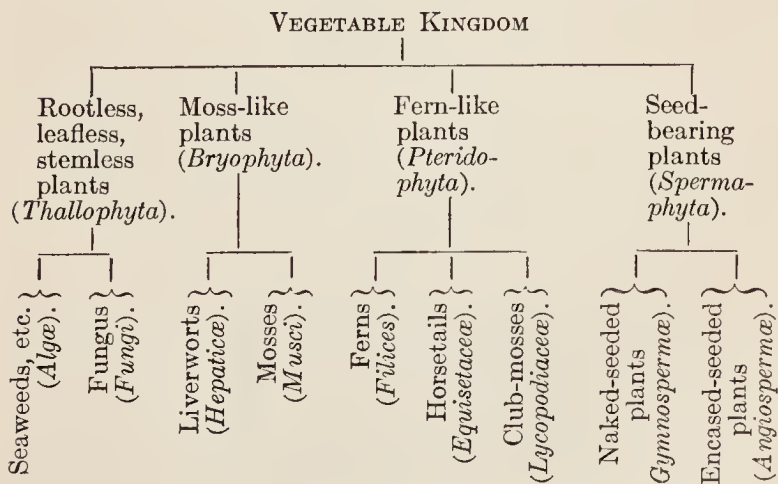 VEGETABLE KINGDOM
Rootless,
leafless,
stemless
plants
(Thallophyta).
Moss-like
plants
(Bryophyta).
Fern-like
plants
(Pterido-
phyta).
Seed-
bearing
plants
(Sperma-
phyta).
Seaweeds, etc.
(Algæ).
Fungus
(Fungi).
Liverworts
(Hepaticæ).
Mosses
(Musci).
Ferns
(Filices).
Horsetails
(Equisetaceæ).
Club-mosses
(Lycopodiaceæ).
Naked-seeded
plants
Gymnospermæ).
Encased-seeded
plants
(Angiospermæ).